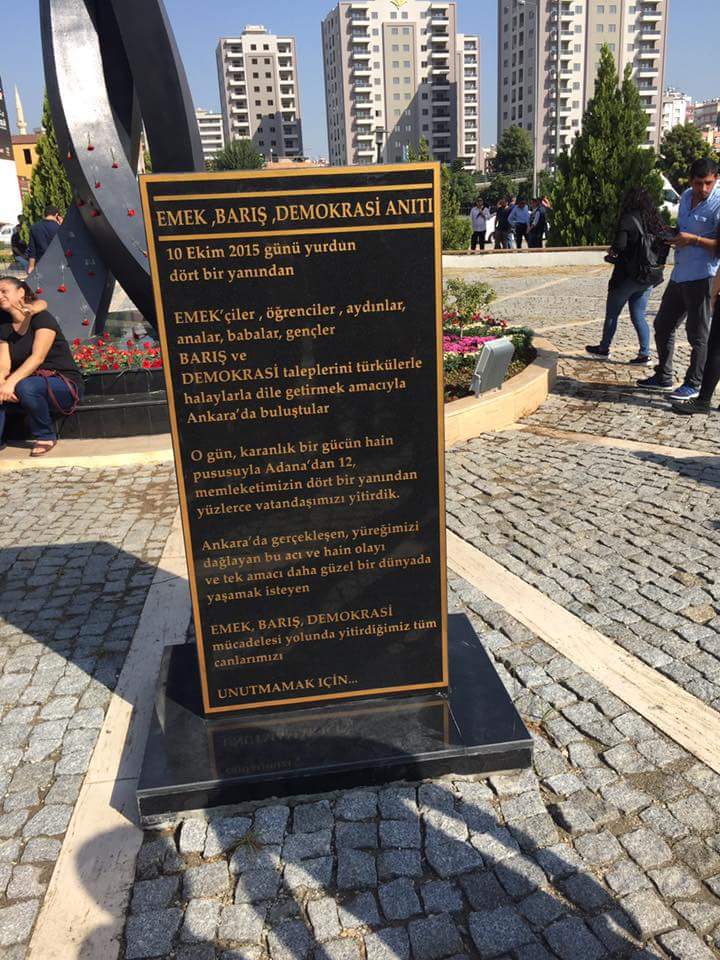 EMEK ,BARIŞ ,DEMOKRASİ ANITI
10 Ekim 2015 günü yurdun
dört bir yanından
EMEK'çiler , öğrenciler , aydınlar,
analar, babalar, gençler
BARIŞ ve
DEMOKRASİ taleplerini türkülerle
halaylarla dile getirmek amacıyla
Ankara'da buluştular
O gün, karanlık bir gücün hain
pususuyla Adana'dan 12,
memleketimizin dört bir yanından
yüzlerce vatandaşımızı yitirdik.
Ankara'da gerçekleşen, yüreğimizi
dağlayan bu acı ve hain olayı
ve tek amacı daha güzel bir dünyada
yaşamak isteyen
EMEK, BARIŞ, DEMOKRASİ
mücadelesi yolunda yitirdiğimiz tüm
canlarımızı
UNUTMAMAK IÇİN...